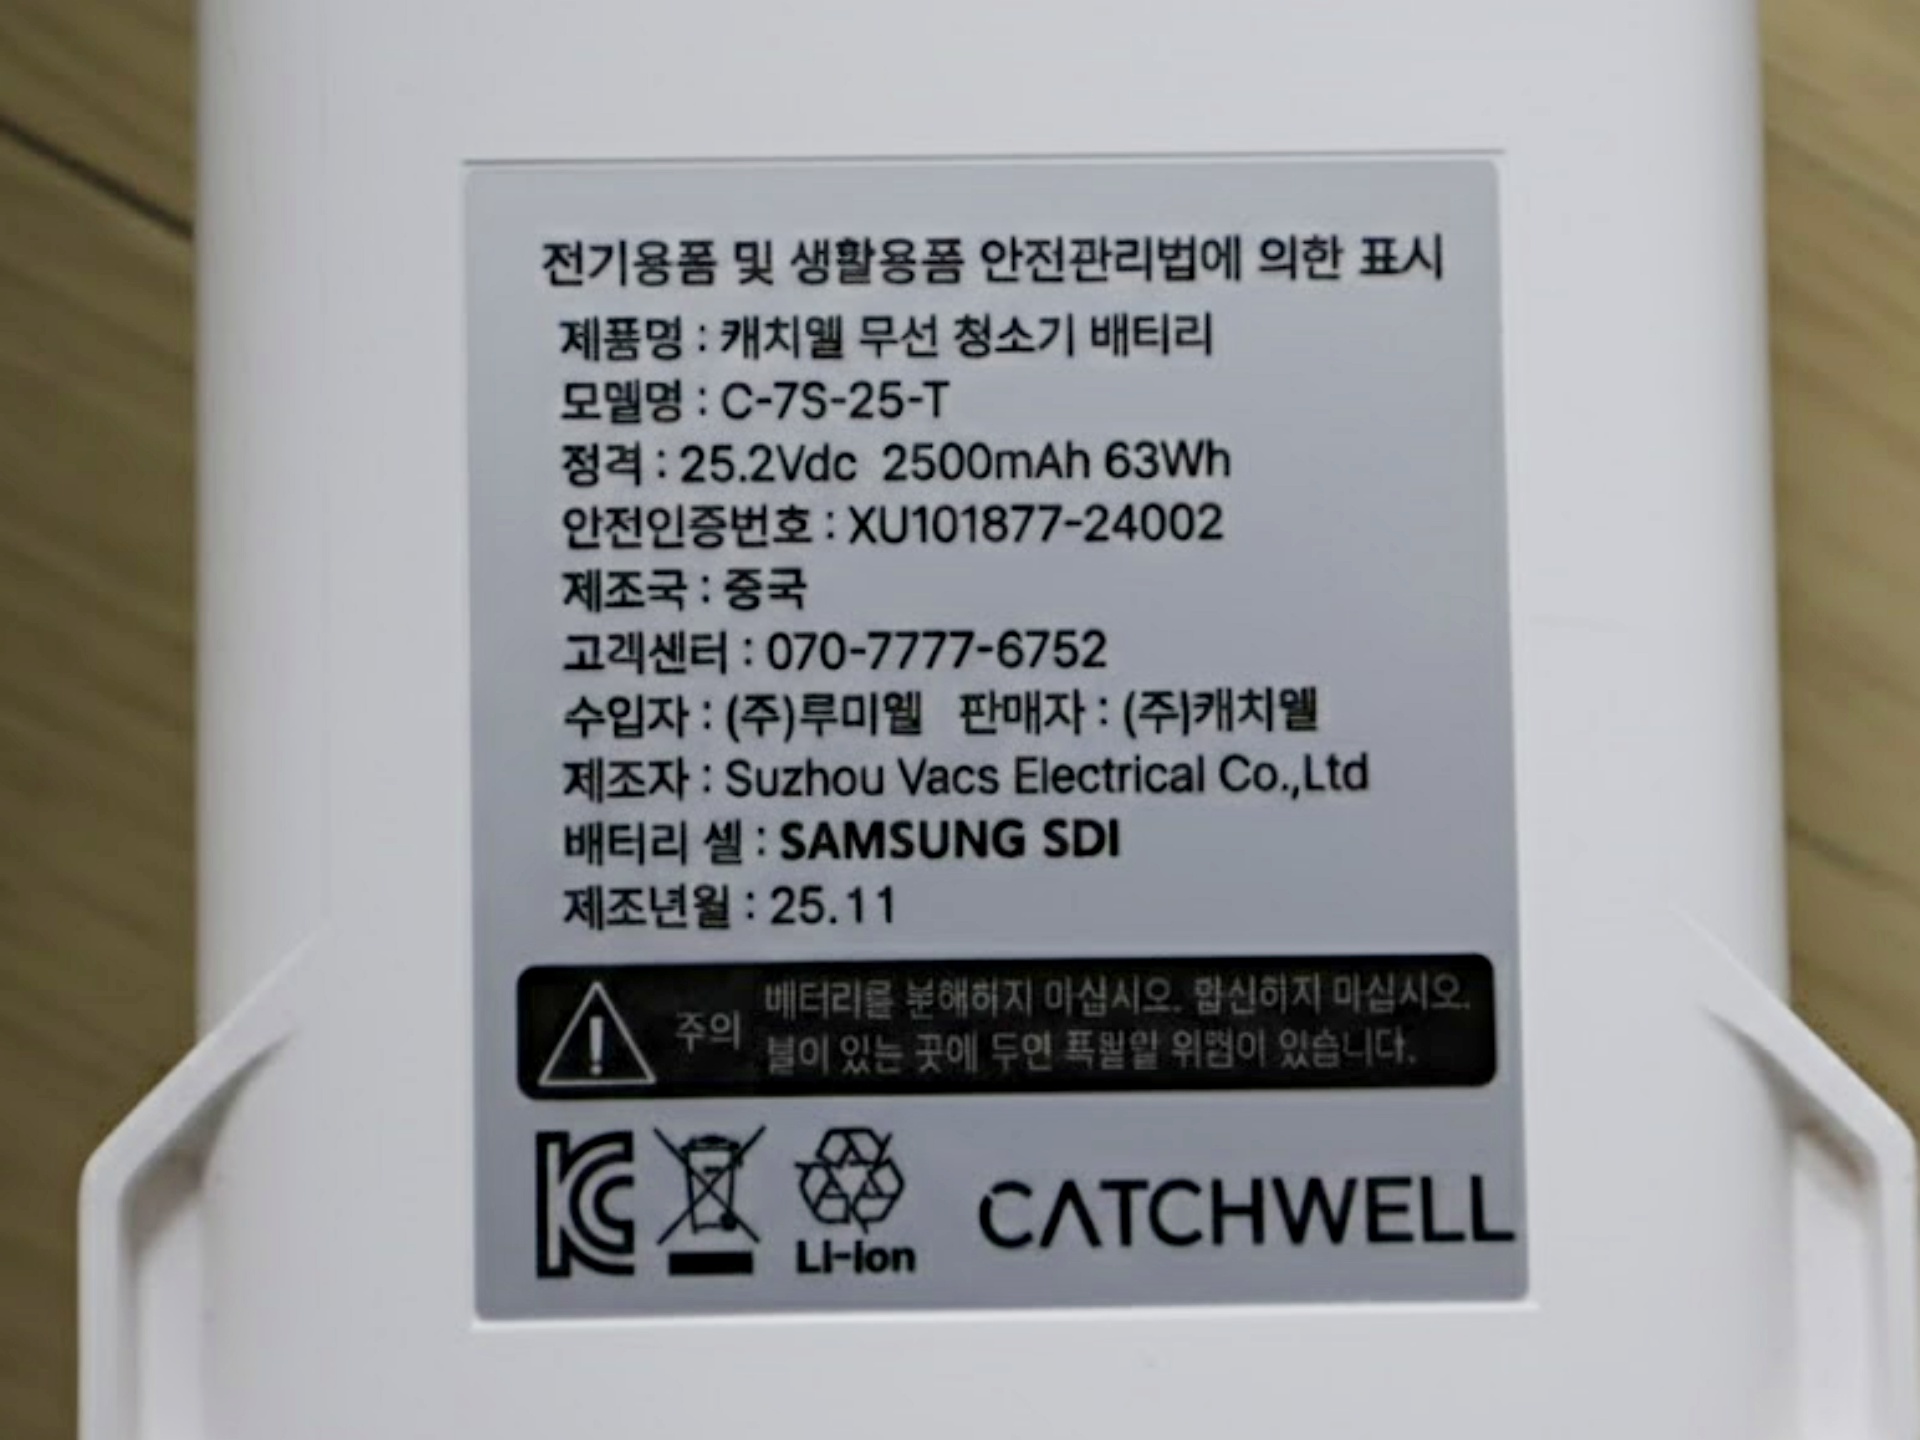 전기용품 및 생활용품 안전관리법에 의한 표시
제품명 : 캐치웰 무선 청소기 배터리
모델명 : C-7S-25-T
정격 : 25.2Vdc 2500mAh 63Wh
안전인증번호 : XU101877-24002
제조국 : 중국
고객센터 : 070-7777-6752
수입자 : (주)루미웰 판매자 : (주)캐치웰
제조자 : Suzhou Vacs Electrical Co.,Ltd
배터리 셀 : SAMSUNG SDI
제조년월 : 25.11
주의
배터리를 분해하지 마십시오. 합선하지 마십시오.
불이 있는 곳에 두면 폭발할 위험이 있습니다.
KC
Li-Ion
CATCHWELL